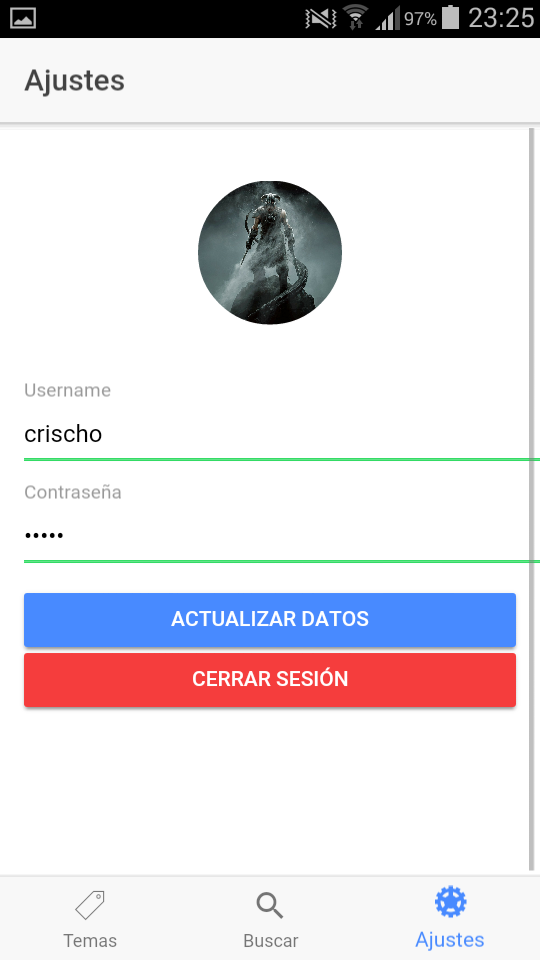 97% 23:25
Ajustes
Username
crischo
Contraseña
•••••
ACTUALIZAR DATOS
CERRAR SESIÓN
Temas Buscar Ajustes